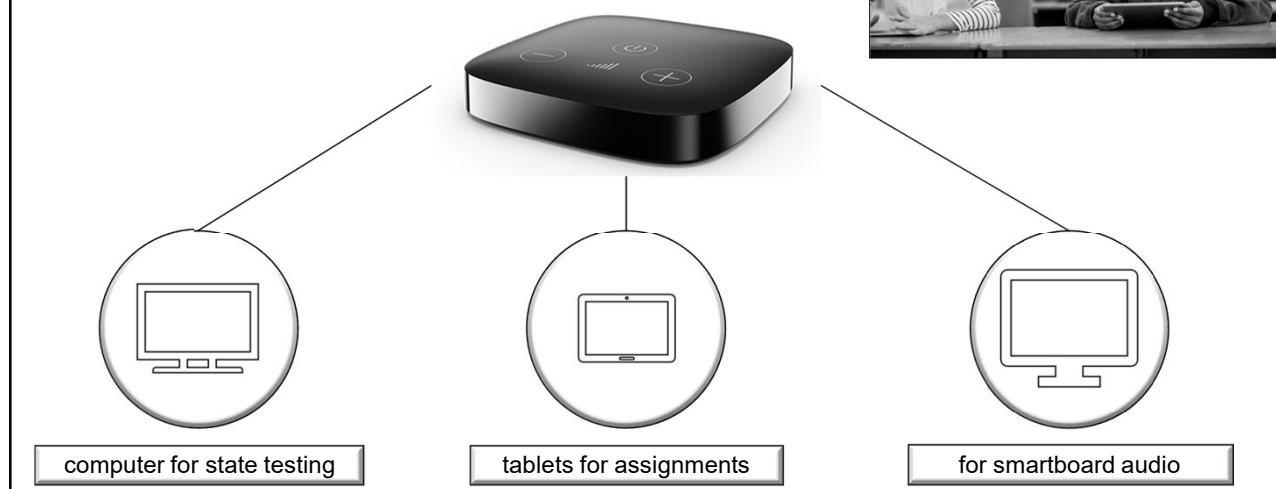 computer for state testing
tablets for assignments
for smartboard audio